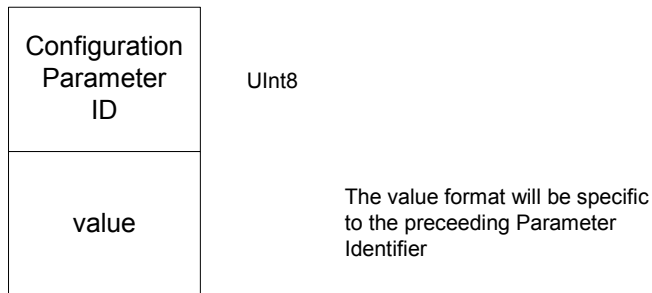 Configuration
Parameter
ID
UInt8
value
The value format will be specific
to the preceeding Parameter
Identifier